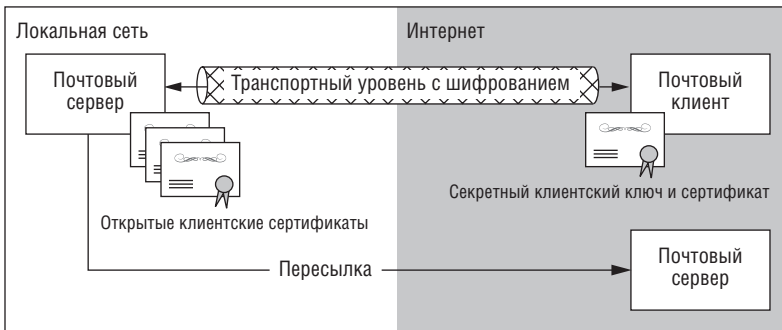 Локальная сеть
Интернет
Почтовый
сервер
Транспортный уровень с шифрованием
Почтовый
клиент
Открытые клиентские сертификаты
Секретный клиентский ключ и сертификат
Пересылка
Почтовый
сервер